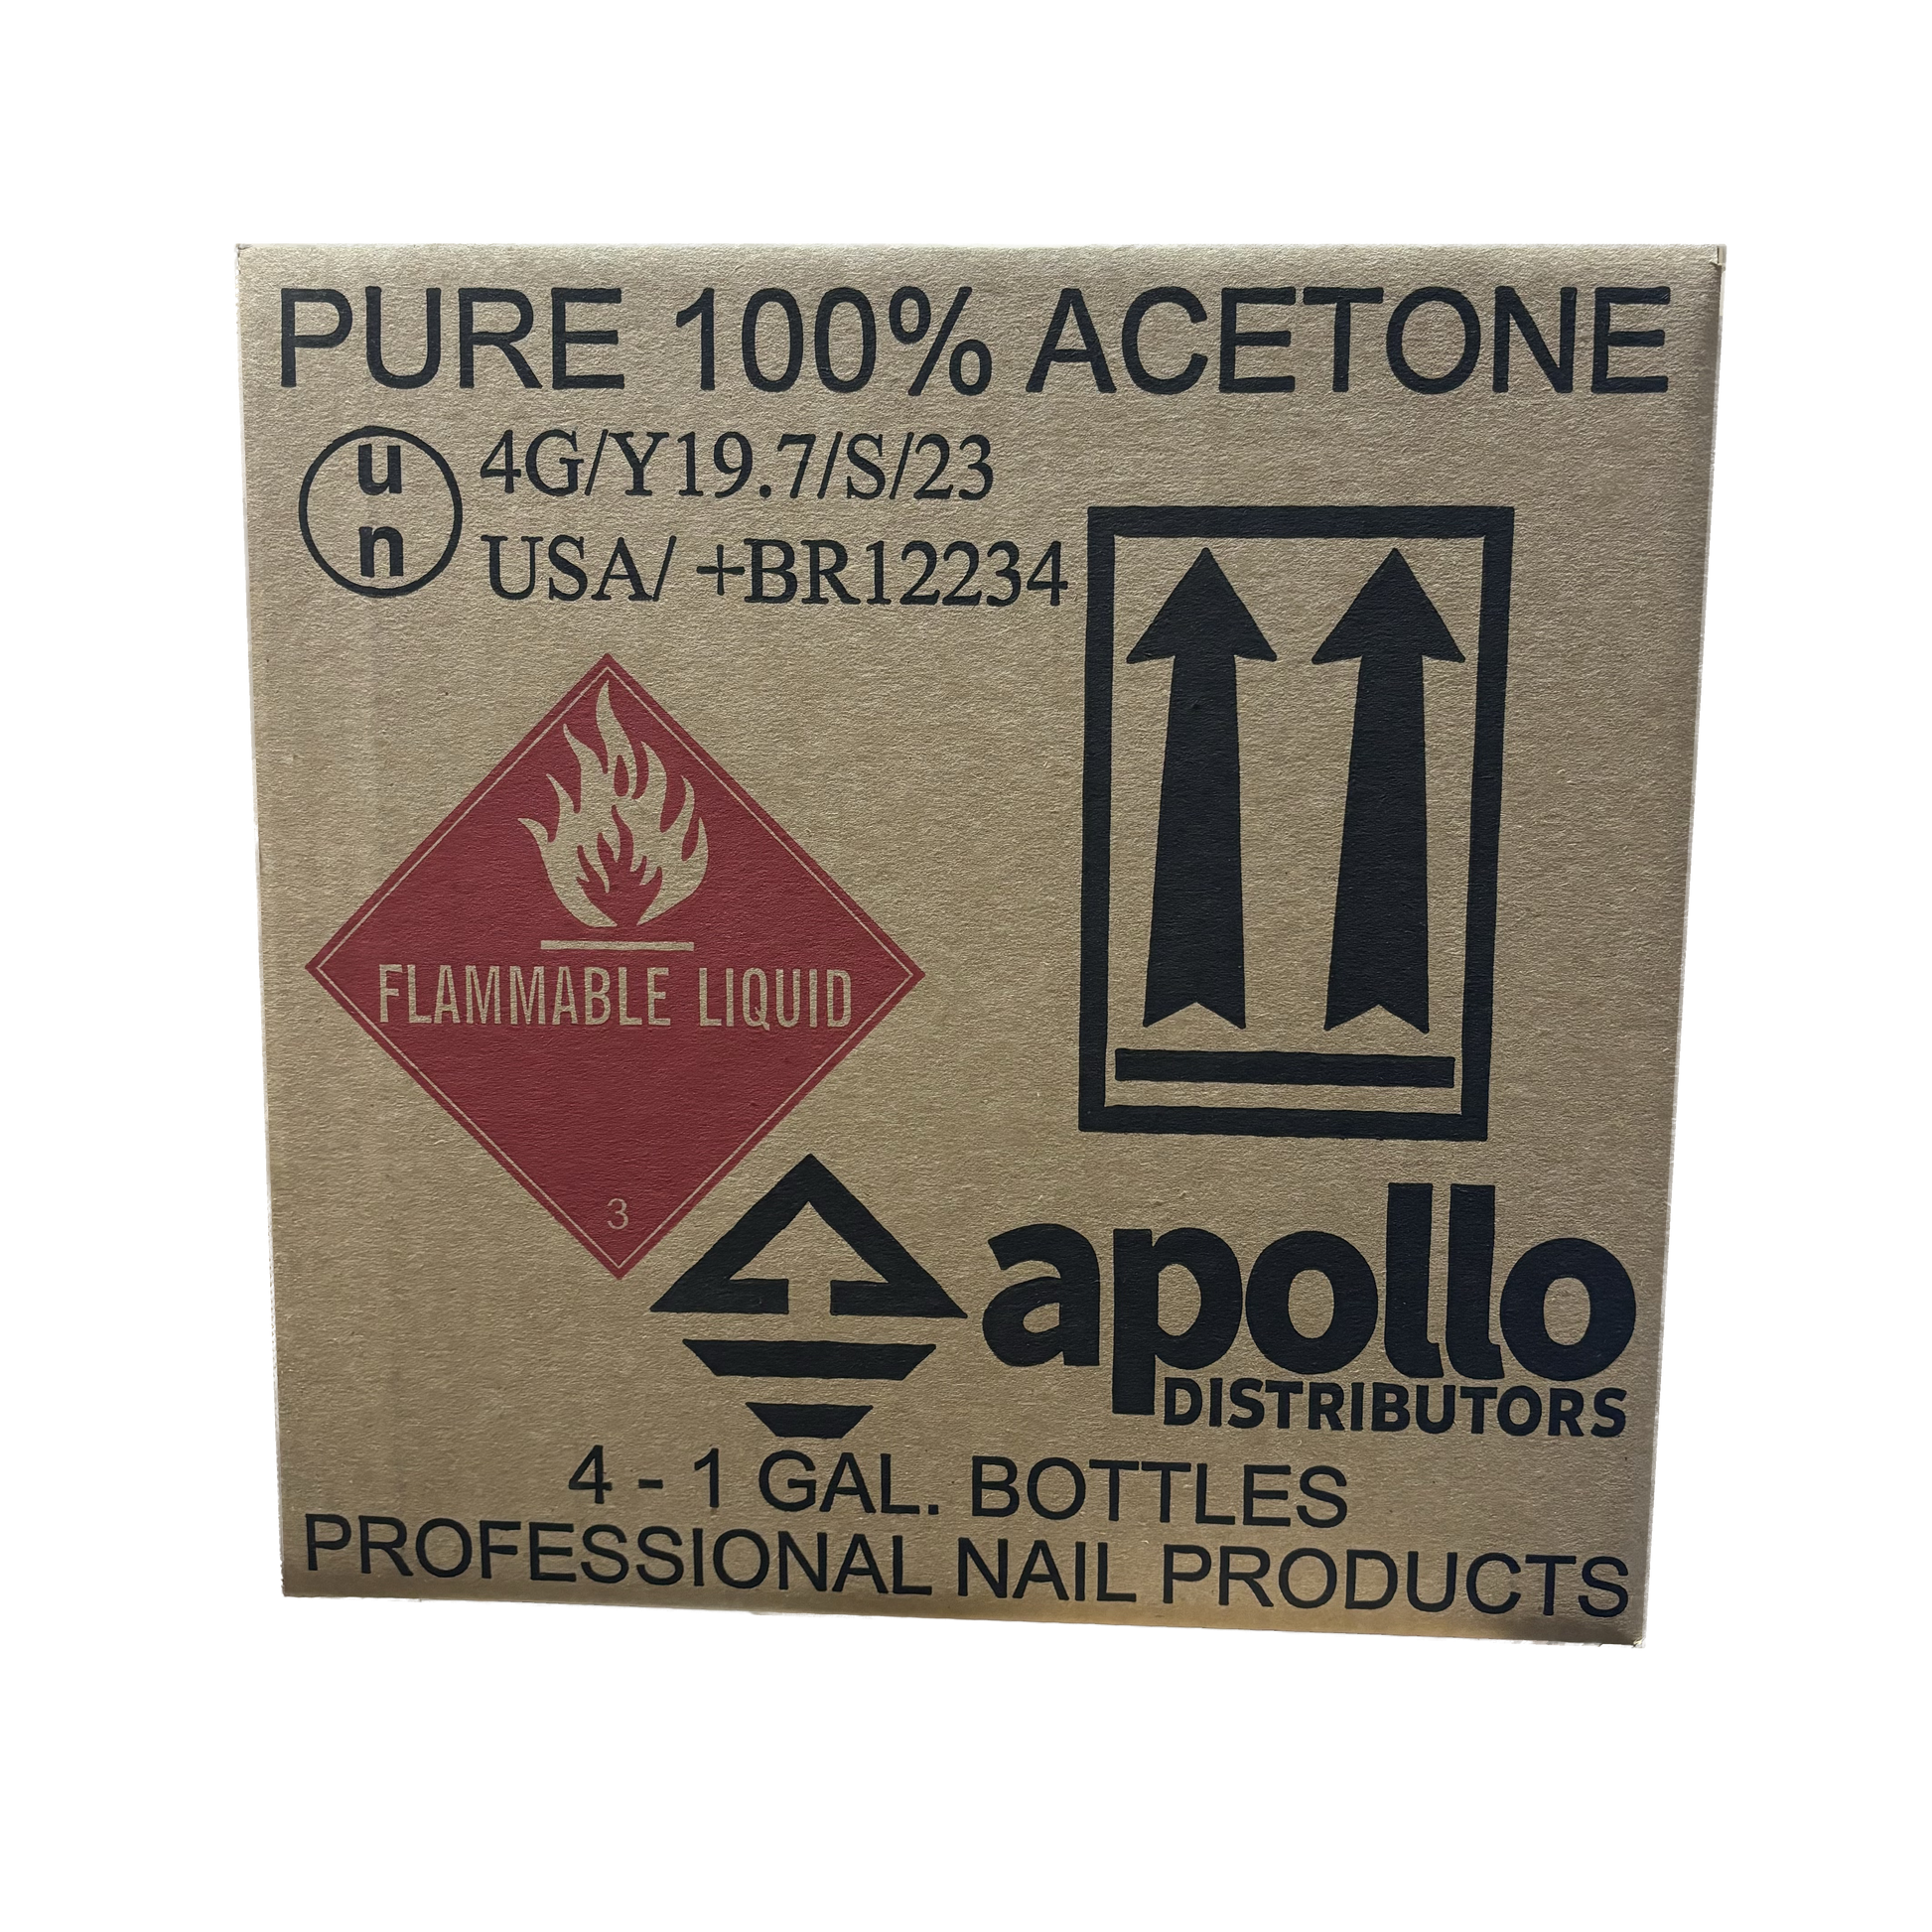 PURE 100% ACETONE
u
n
4G/Y19.7/S/23
USA/ +BR12234
FLAMMABLE LIQUID
3
apollo
DISTRIBUTORS
4 - 1 GAL. BOTTLES
PROFESSIONAL NAIL PRODUCTS